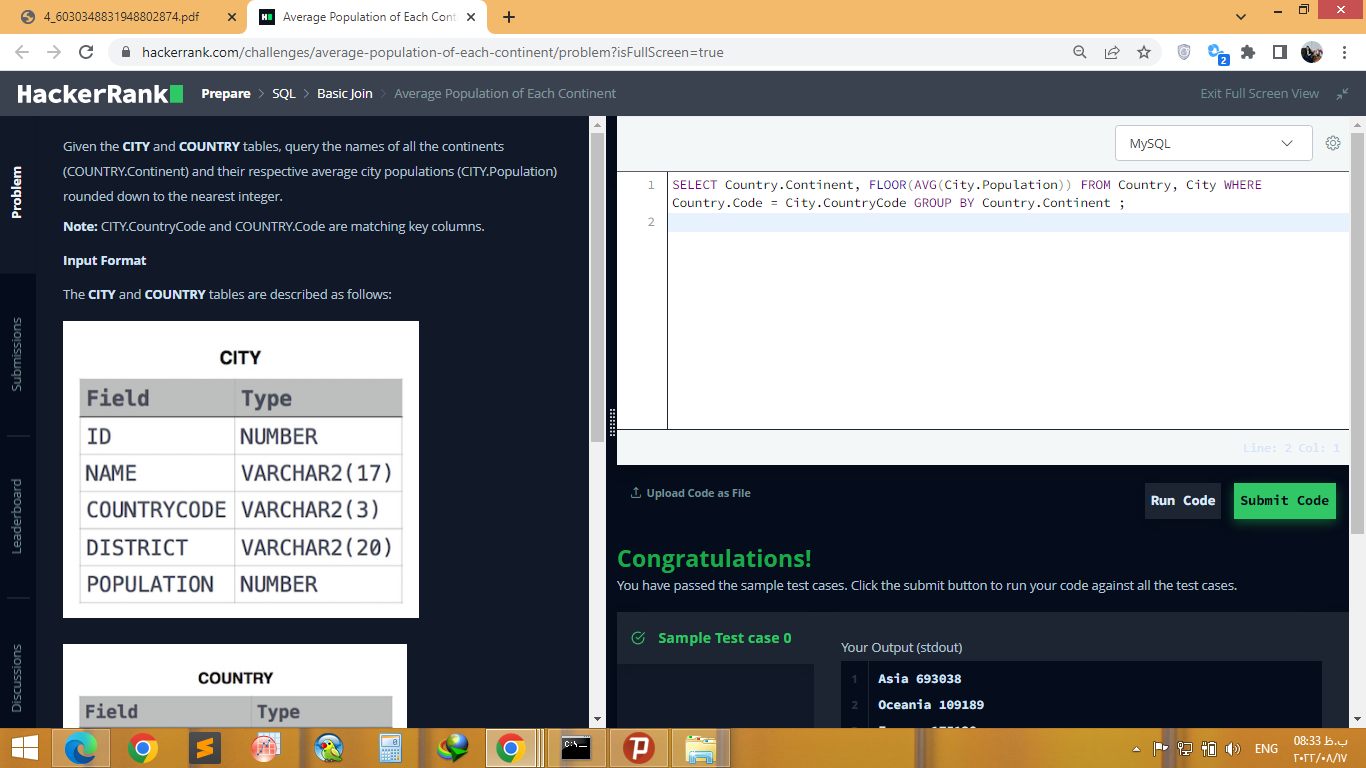 4_6030348831948802874.pdf
Average Population of Each Cont
hackerrank.com/challenges/average-population-of-each-continent/problem?isFullScreen=true
2
HackerRank
Prepare > SQL > Basic Join > Average Population of Each Continent
Exit Full Screen View
Problem
Submissions
Leaderboard
Discussions
Given the CITY and COUNTRY tables, query the names of all the continents
(COUNTRY.Continent) and their respective average city populations (CITY.Population)
rounded down to the nearest integer.
Note: CITY.CountryCode and COUNTRY.Code are matching key columns.
Input Format
The CITY and COUNTRY tables are described as follows:
CITY
Field Type
ID NUMBER
NAME VARCHAR2(17)
COUNTRYCODE VARCHAR2(3)
DISTRICT VARCHAR2(20)
POPULATION NUMBER
COUNTRY
Field Type
MySQL
1 SELECT Country.Continent, FLOOR(AVG(City.Population)) FROM Country, City WHERE
Country.Code = City.CountryCode GROUP BY Country.Continent ;
2
Line: 2 Col: 1
Upload Code as File
Run Code
Submit Code
Congratulations!
You have passed the sample test cases. Click the submit button to run your code against all the test cases.
Sample Test case 0
Your Output (stdout)
1 Asia 693038
2 Oceania 109189
C:\
ENG
08:33 ب.ظ
٢٠٢٢/٠٨/١٧